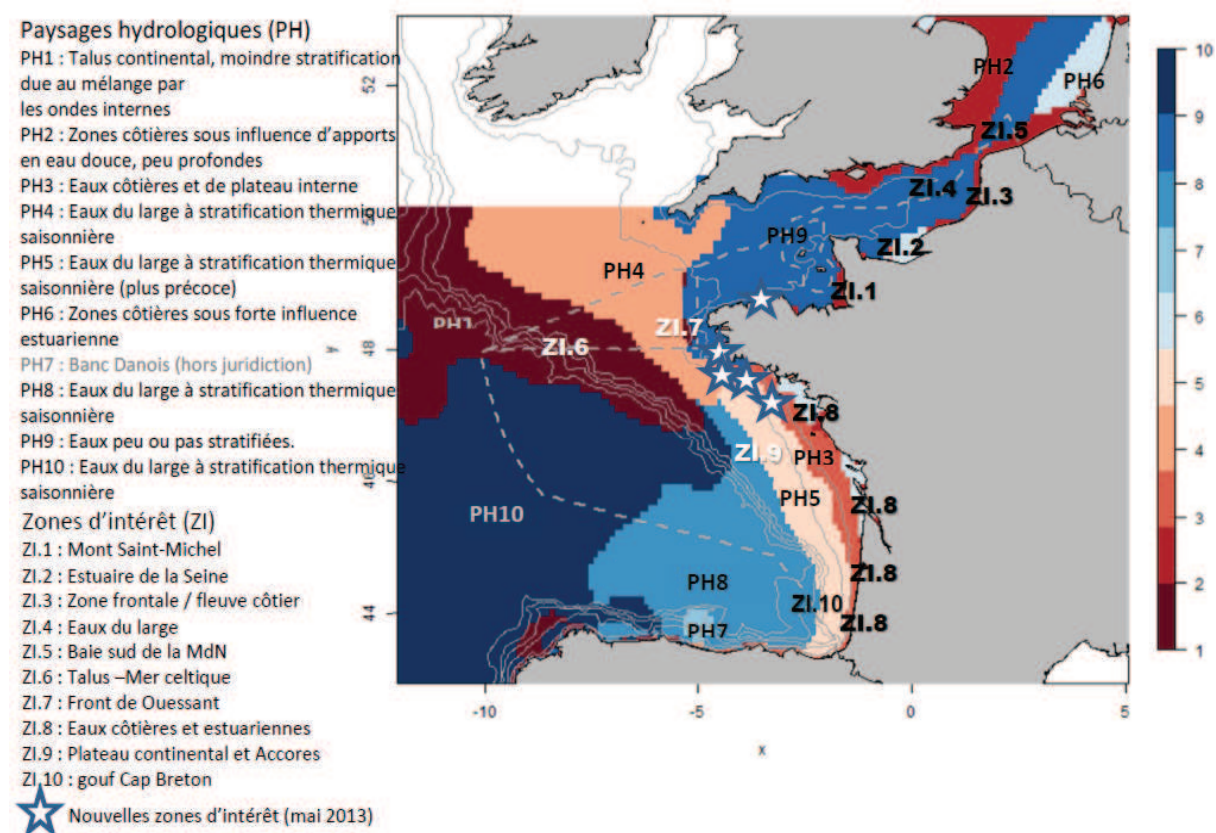 Paysages hydrologiques (PH)
PH1 : Talus continental, moindre stratification
due au mélange par
les ondes internes
PH2 : Zones côtières sous influence d'apports
en eau douce, peu profondes
PH3 : Eaux côtières et de plateau interne
PH4 : Eaux du large à stratification thermique
saisonnière
PH5 : Eaux du large à stratification thermique
saisonnière (plus précoce)
PH6 : Zones côtières sous forte influence
estuarienne
PH7 : Banc Danois (hors juridiction)
PH8 : Eaux du large à stratification thermique
saisonnière
PH9 : Eaux peu ou pas stratifiées.
PH10 : Eaux du large à stratification thermique
saisonnière
Zones d'intérêt (ZI)
ZI.1 : Mont Saint-Michel
ZI.2 : Estuaire de la Seine
ZI.3 : Zone frontale / fleuve côtier
ZI.4 : Eaux du large
ZI.5 : Baie sud de la MdN
ZI.6 : Talus –Mer celtique
ZI.7 : Front de Ouessant
ZI.8 : Eaux côtières et estuariennes
ZI.9 : Plateau continental et Accores
ZI.10 : gouf Cap Breton
Nouvelles zones d'intérêt (mai 2013)
PH2
PH6
ZI.5
ZI.4
ZI.3
PH9
ZI.2
PH4
ZI.1
PH1
ZI.7
ZI.6
ZI.8
ZI.9
PH3
PH5
PH10
ZI.8
PH8
ZI.8
ZI.10
PH7
ZI.8
52
50
48
46
44
y
-10
-5
0
5
x
10
9
8
7
6
5
4
3
2
1